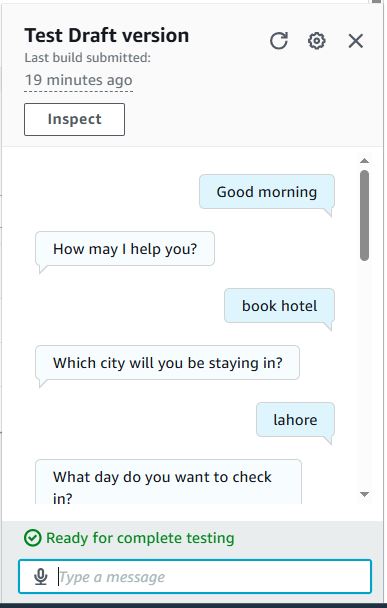 Test Draft version
Last build submitted:
19 minutes ago
Inspect
Good morning
How may I help you?
book hotel
Which city will you be staying in?
lahore
What day do you want to check
in?
Ready for complete testing
Type a message